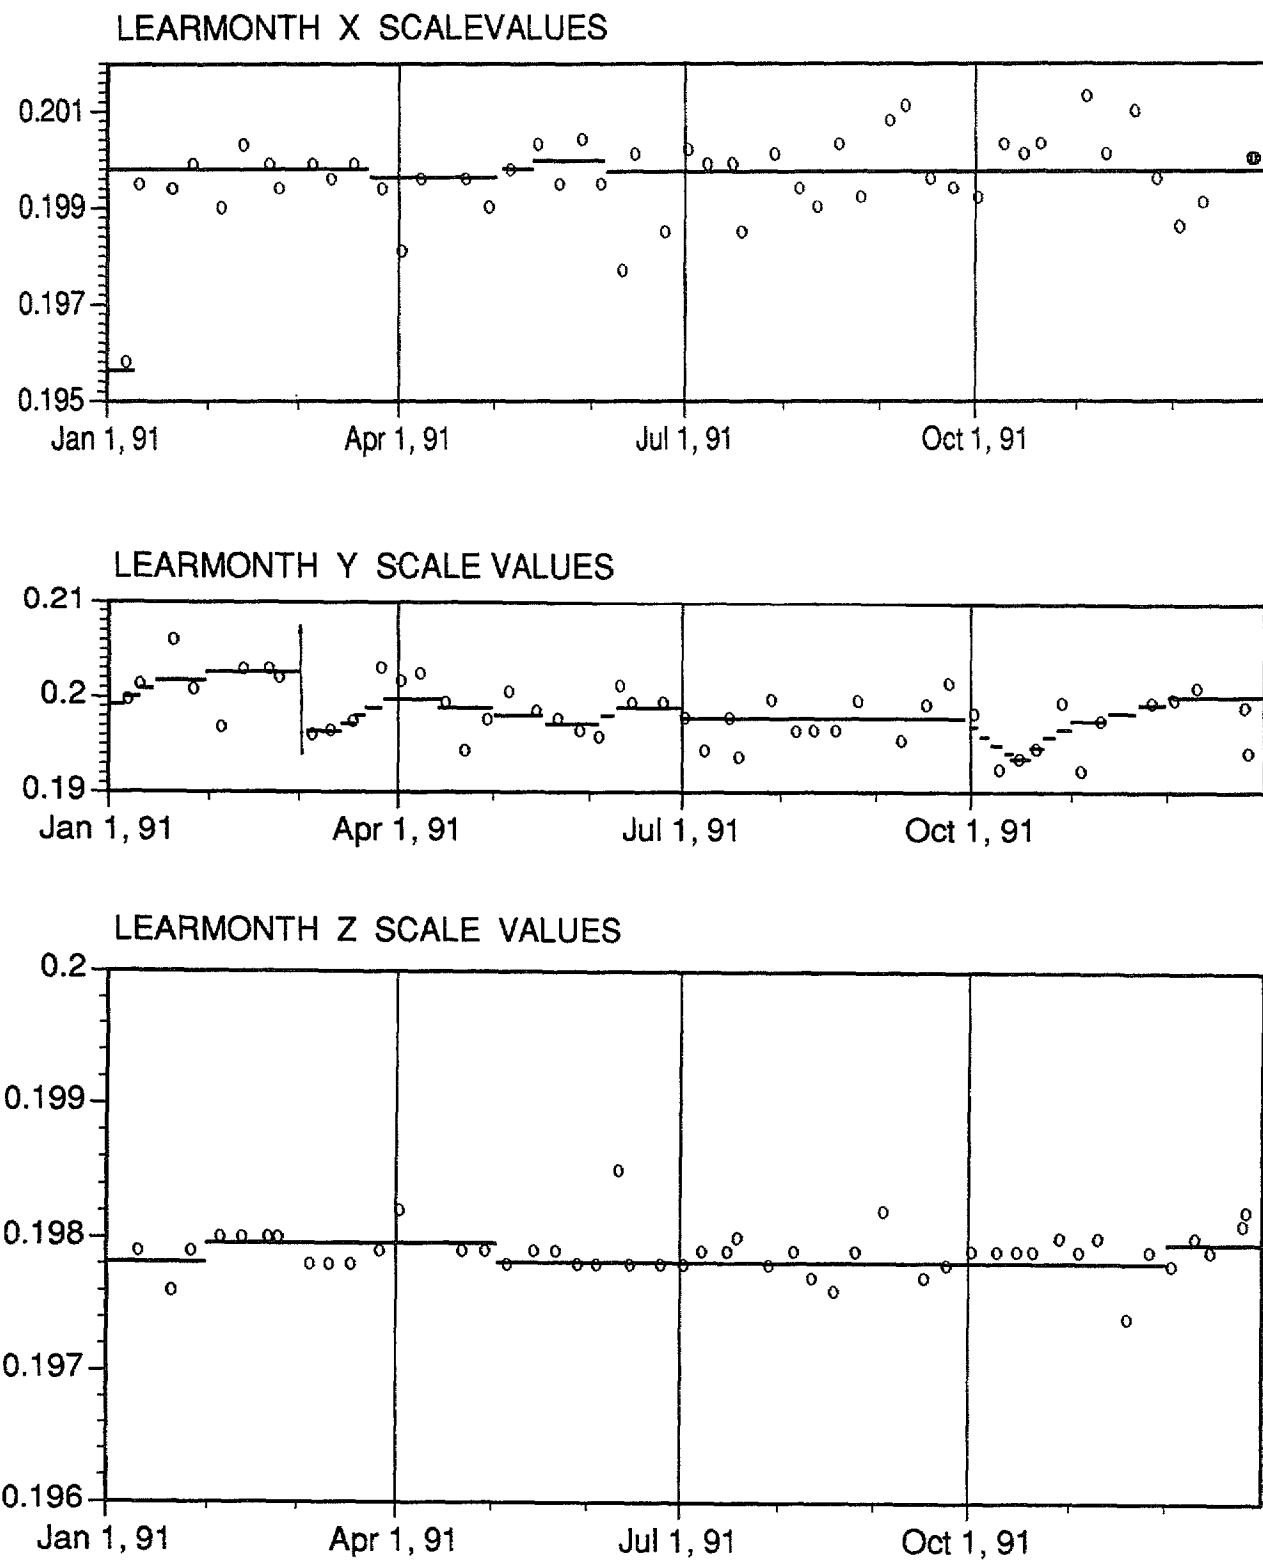 LEARMONTH X SCALEVALUES
0.201
0.199
0.197
0.195
Jan 1, 91 Apr 1, 91 Jul 1, 91 Oct 1, 91
LEARMONTH Y SCALE VALUES
0.21
0.2
0.19
Jan 1, 91 Apr 1, 91 Jul 1, 91 Oct 1, 91
LEARMONTH Z SCALE VALUES
0.2
0.199
0.198
0.197
0.196
Jan 1, 91 Apr 1, 91 Jul 1, 91 Oct 1, 91